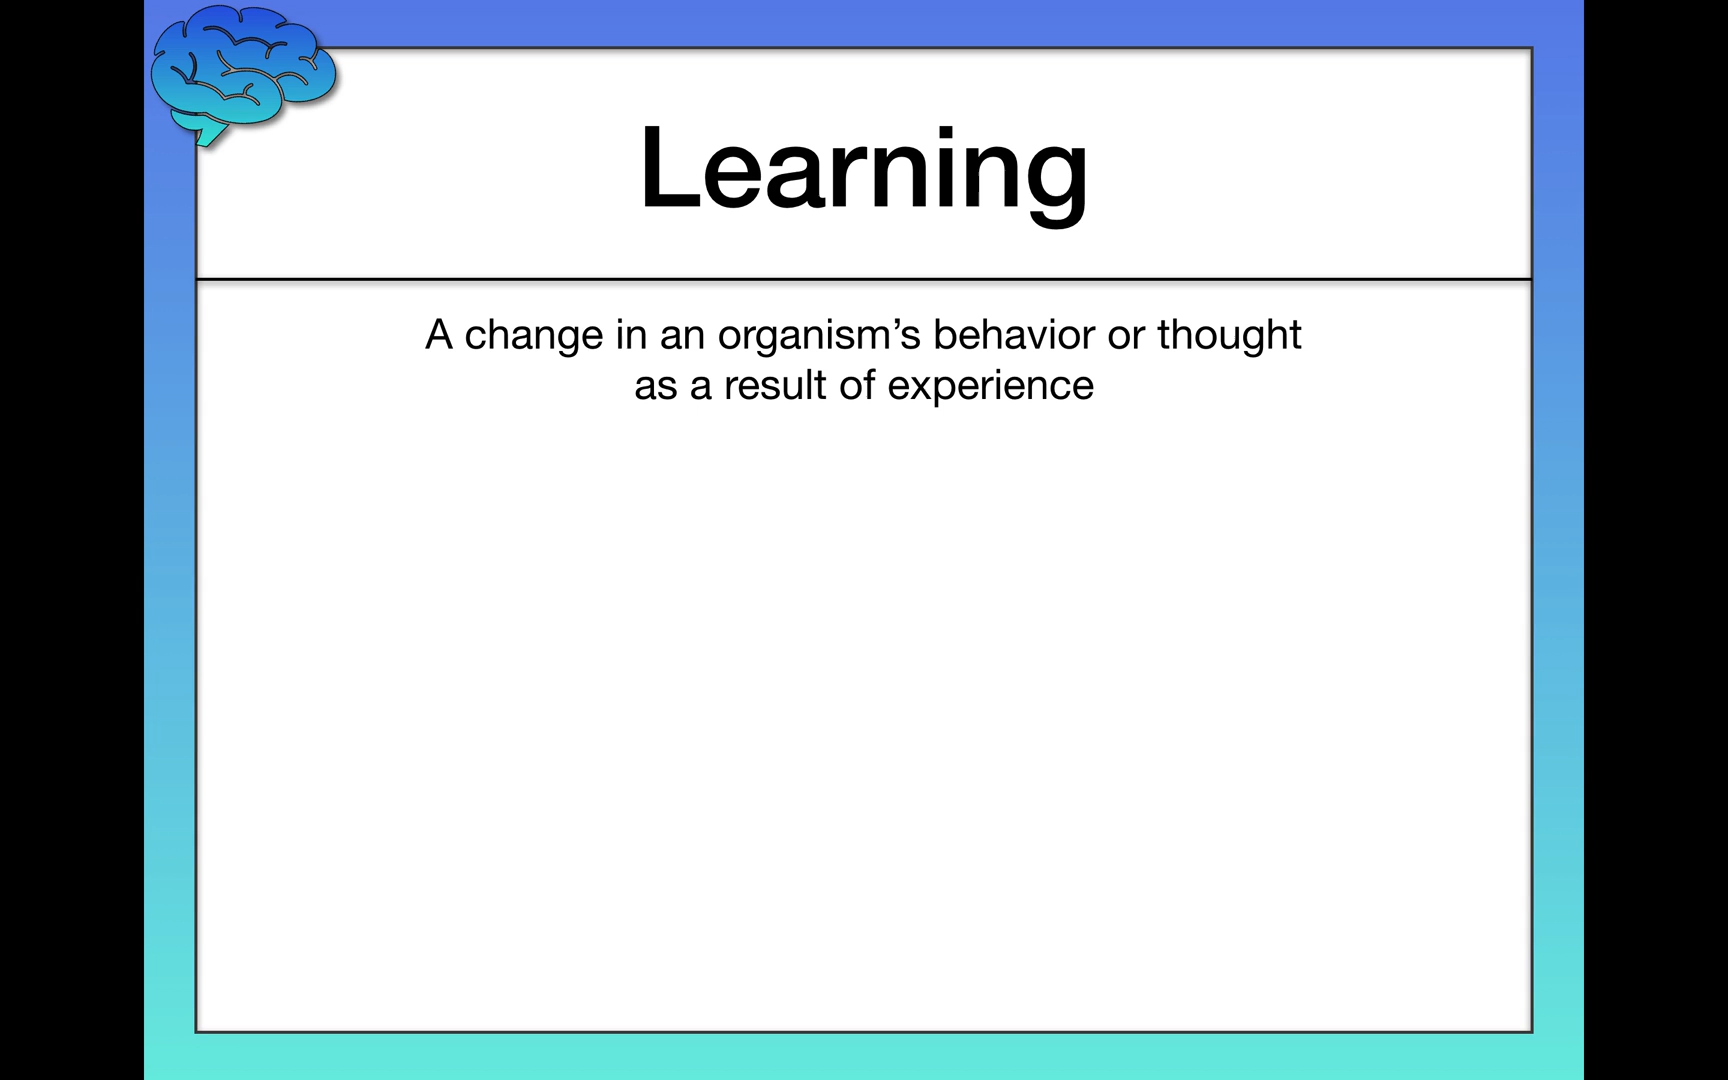 Learning
A change in an organism’s behavior or thought
as a result of experience